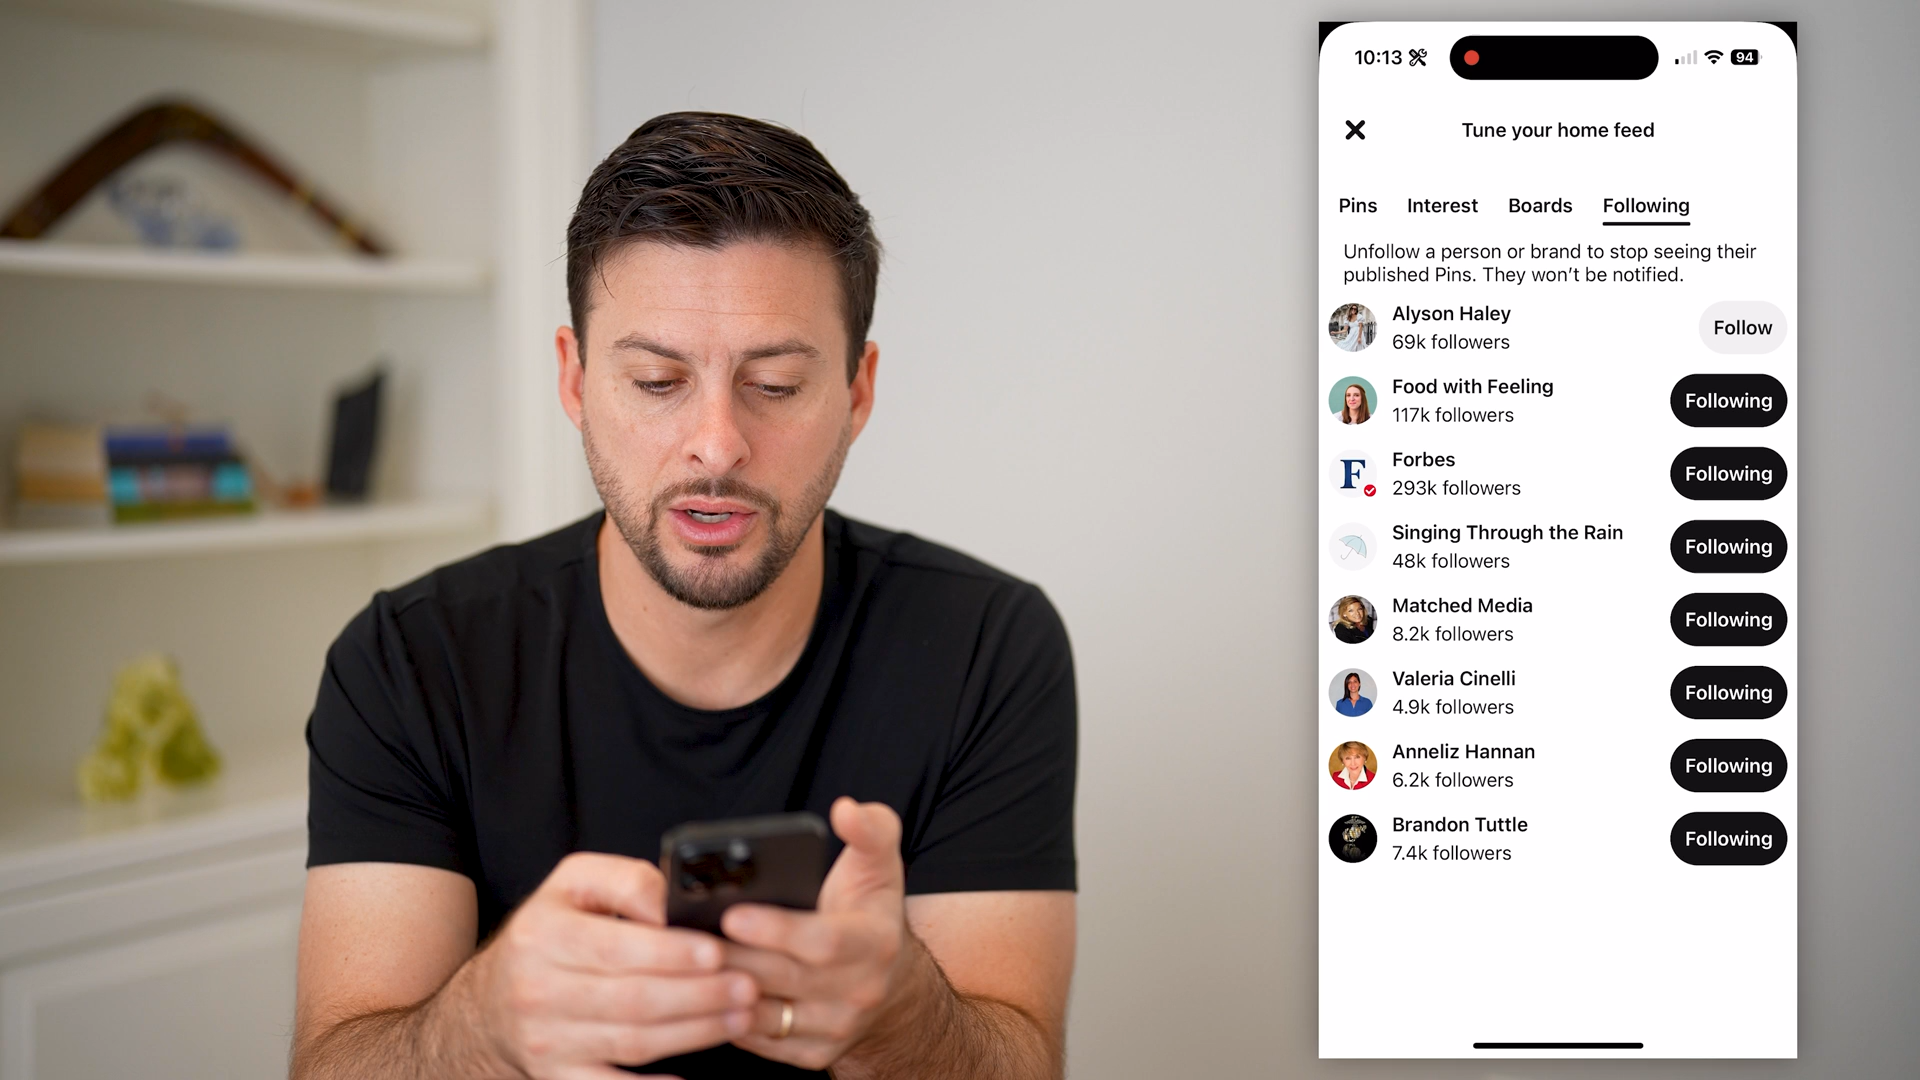 10:13
94
Tune your home feed
Pins Interest Boards Following
Unfollow a person or brand to stop seeing their
published Pins. They won't be notified.
Alyson Haley
69k followers
Follow
Food with Feeling
117k followers
Following
F
Forbes
293k followers
Following
Singing Through the Rain
48k followers
Following
Matched Media
8.2k followers
Following
Valeria Cinelli
4.9k followers
Following
Anneliz Hannan
6.2k followers
Following
Brandon Tuttle
7.4k followers
Following